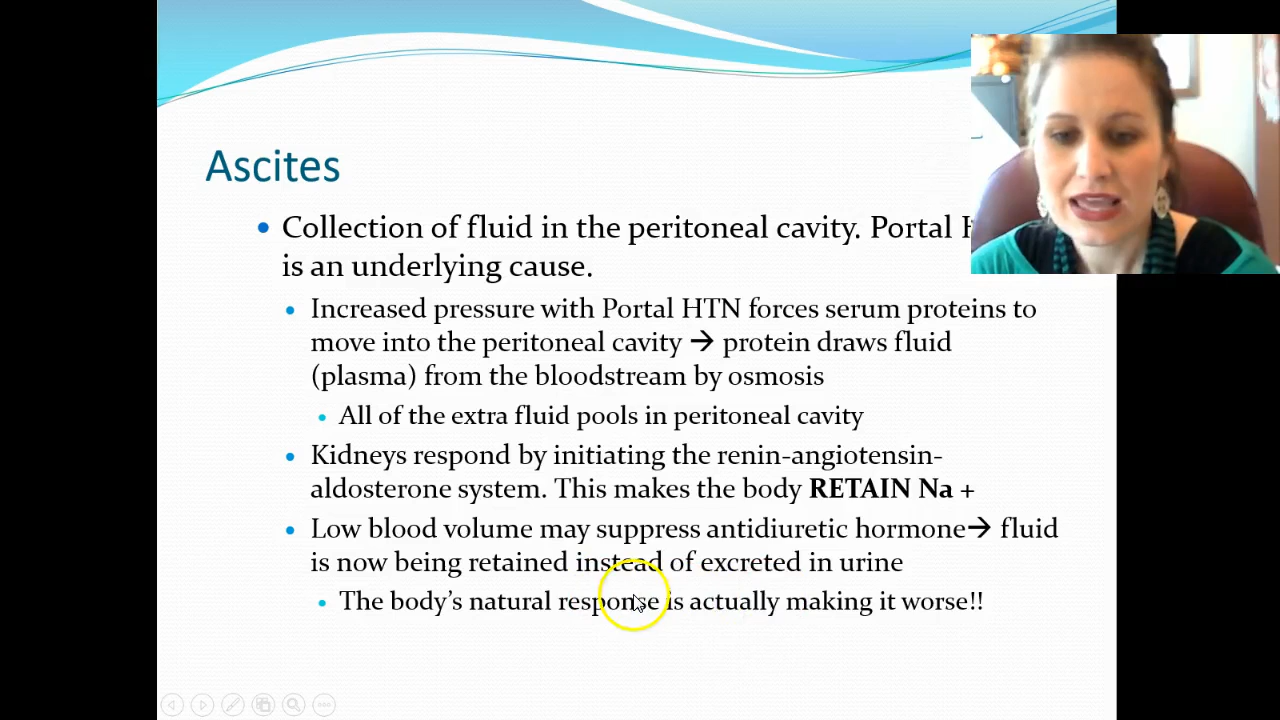 Ascites
Collection of fluid in the peritoneal cavity. Portal
is an underlying cause.
Increased pressure with Portal HTN forces serum proteins to
move into the peritoneal cavity → protein draws fluid
(plasma) from the bloodstream by osmosis
All of the extra fluid pools in peritoneal cavity
Kidneys respond by initiating the renin-angiotensin-
aldosterone system. This makes the body RETAIN Na +
Low blood volume may suppress antidiuretic hormone→ fluid
is now being retained instead of excreted in urine
The body's natural response is actually making it worse!!